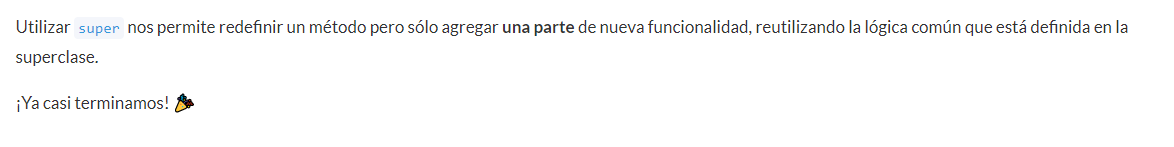 Utilizar super nos permite redefinir un método pero sólo agregar una parte de nueva funcionalidad, reutilizando la lógica común que está definida en la
superclase.
¡Ya casi terminamos! 🎉